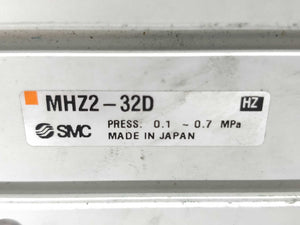 MHZ2-32D HZ
SMC PRESS. 0.1 ~ 0.7 MPa
MADE IN JAPAN